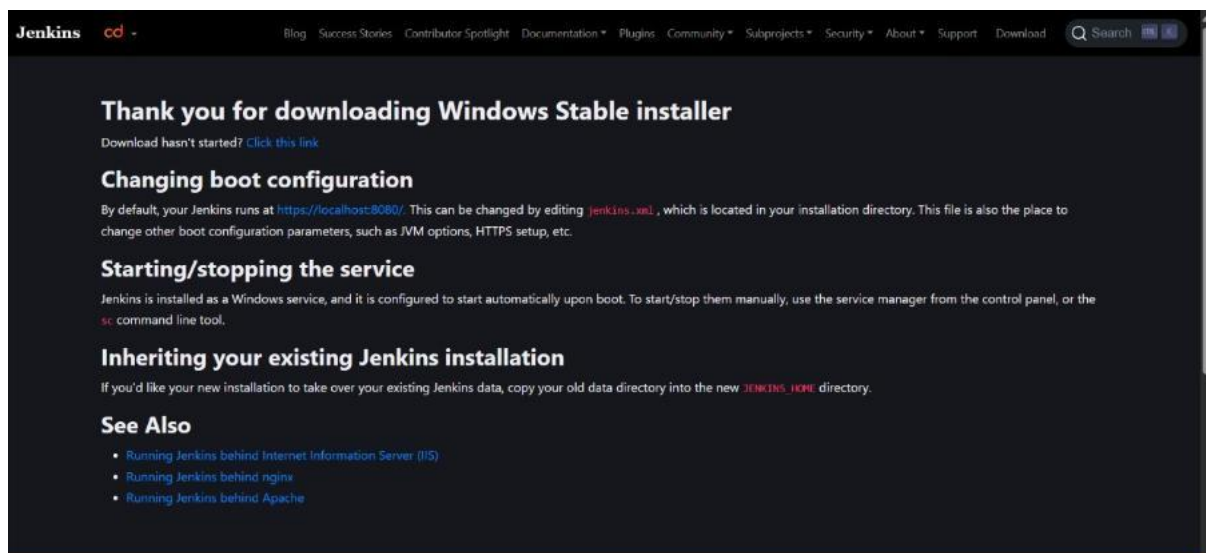 Jenkins cd Blog Success Stories Contributor Spotlight Documentation Plugins Community Subprojects Security About Support Download Search
Thank you for downloading Windows Stable installer
Download hasn't started? Click this link
Changing boot configuration
By default, your Jenkins runs at https://localhost:8080/. This can be changed by editing jenkins.xml , which is located in your installation directory. This file is also the place to
change other boot configuration parameters, such as JVM options, HTTPS setup, etc.
Starting/stopping the service
Jenkins is installed as a Windows service, and it is configured to start automatically upon boot. To start/stop them manually, use the service manager from the control panel, or the
sc command line tool.
Inheriting your existing Jenkins installation
If you'd like your new installation to take over your existing Jenkins data, copy your old data directory into the new JENKINS_HOME directory.
See Also
Running Jenkins behind Internet Information Server (IIS)
Running Jenkins behind nginx
Running Jenkins behind Apache